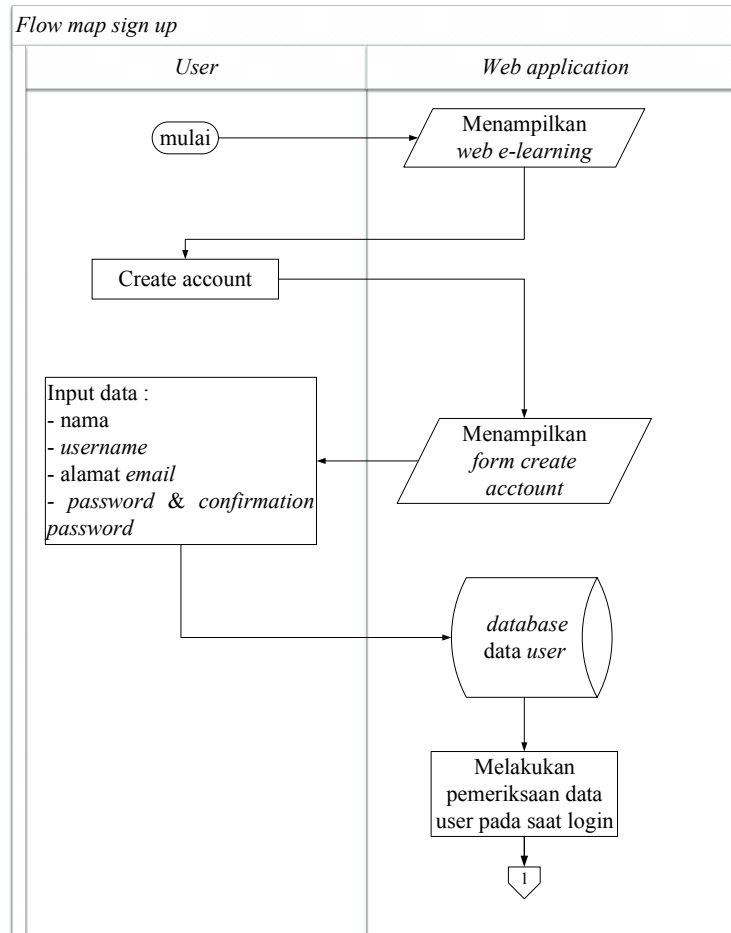 Flow map sign up
User
Web application
mulai
Menampilkan
web e-learning
Create account
Menampilkan
form create
acctount
Input data :
- nama
- username
- alamat email
- password & confirmation
password
database
data user
Melakukan
pemeriksaan data
user pada saat login
1